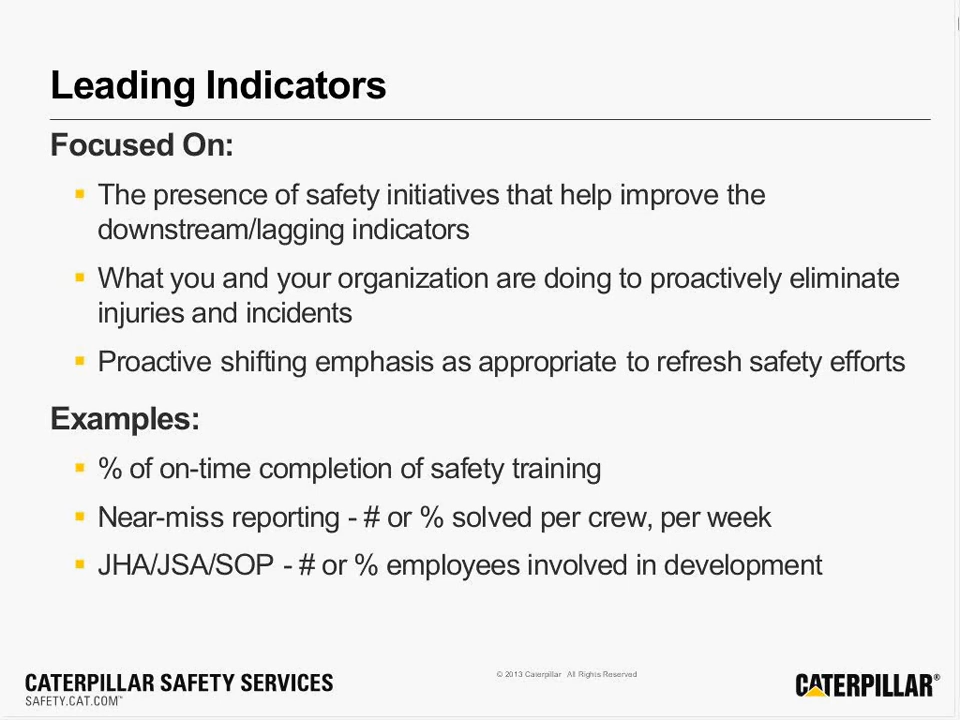 Leading Indicators
Focused On:
The presence of safety initiatives that help improve the
downstream/lagging indicators
What you and your organization are doing to proactively eliminate
injuries and incidents
Proactive shifting emphasis as appropriate to refresh safety efforts
Examples:
% of on-time completion of safety training
Near-miss reporting - # or % solved per crew, per week
JHA/JSA/SOP - # or % employees involved in development
CATERPILLAR SAFETY SERVICES
SAFETY.CAT.COM™
© 2013 Caterpillar All Rights Reserved
CATERPILLAR®